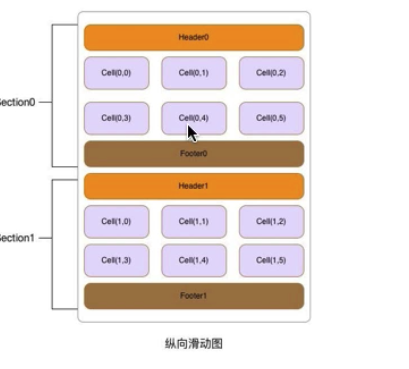 Header0
Cell(0,0) Cell(0,1) Cell(0,2)
Section0
Cell(0,3) Cell(0,4) Cell(0,5)
Footer0
Header1
Cell(1,0) Cell(1,1) Cell(1,2)
Section1
Cell(1,3) Cell(1,4) Cell(1,5)
Footer1
纵向滑动图